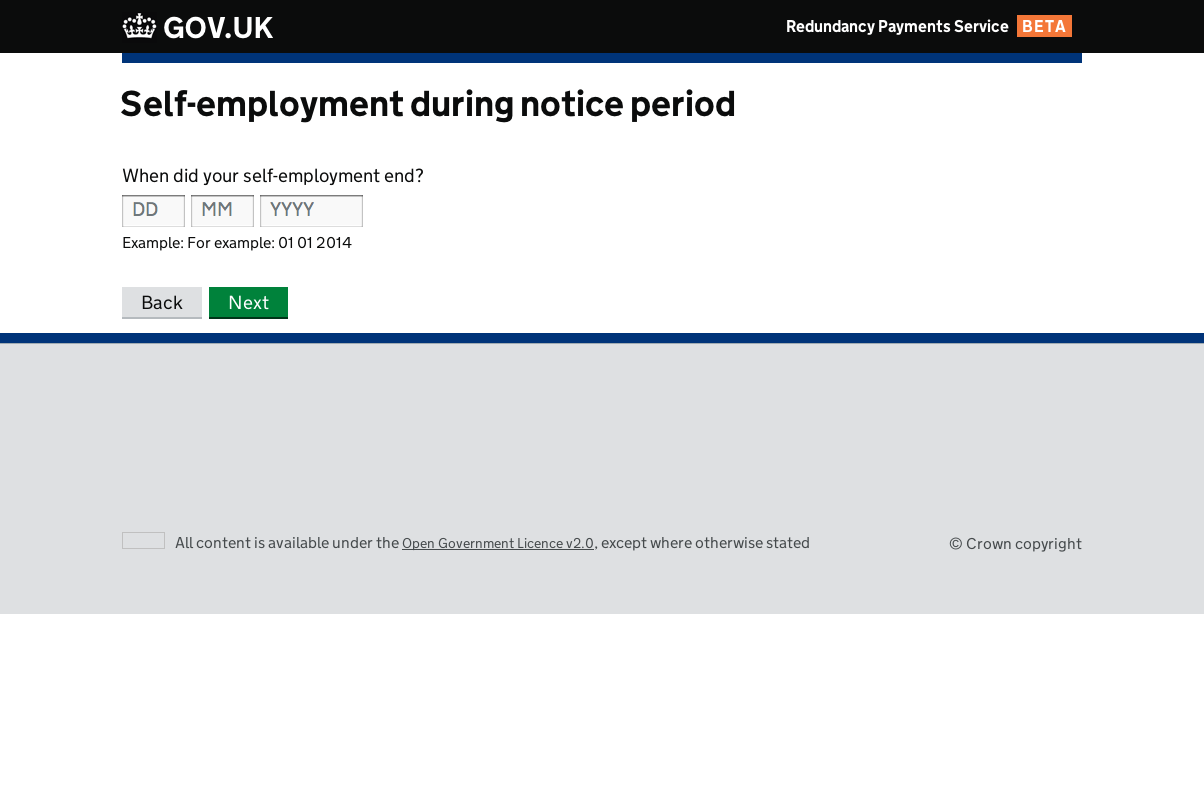 GOV.UK
Redundancy Payments Service BETA
Self-employment during notice period
When did your self-employment end?
DD MM YYYY
Example: For example: 01 01 2014
Back Next
All content is available under the Open Government Licence v2.0, except where otherwise stated
© Crown copyright